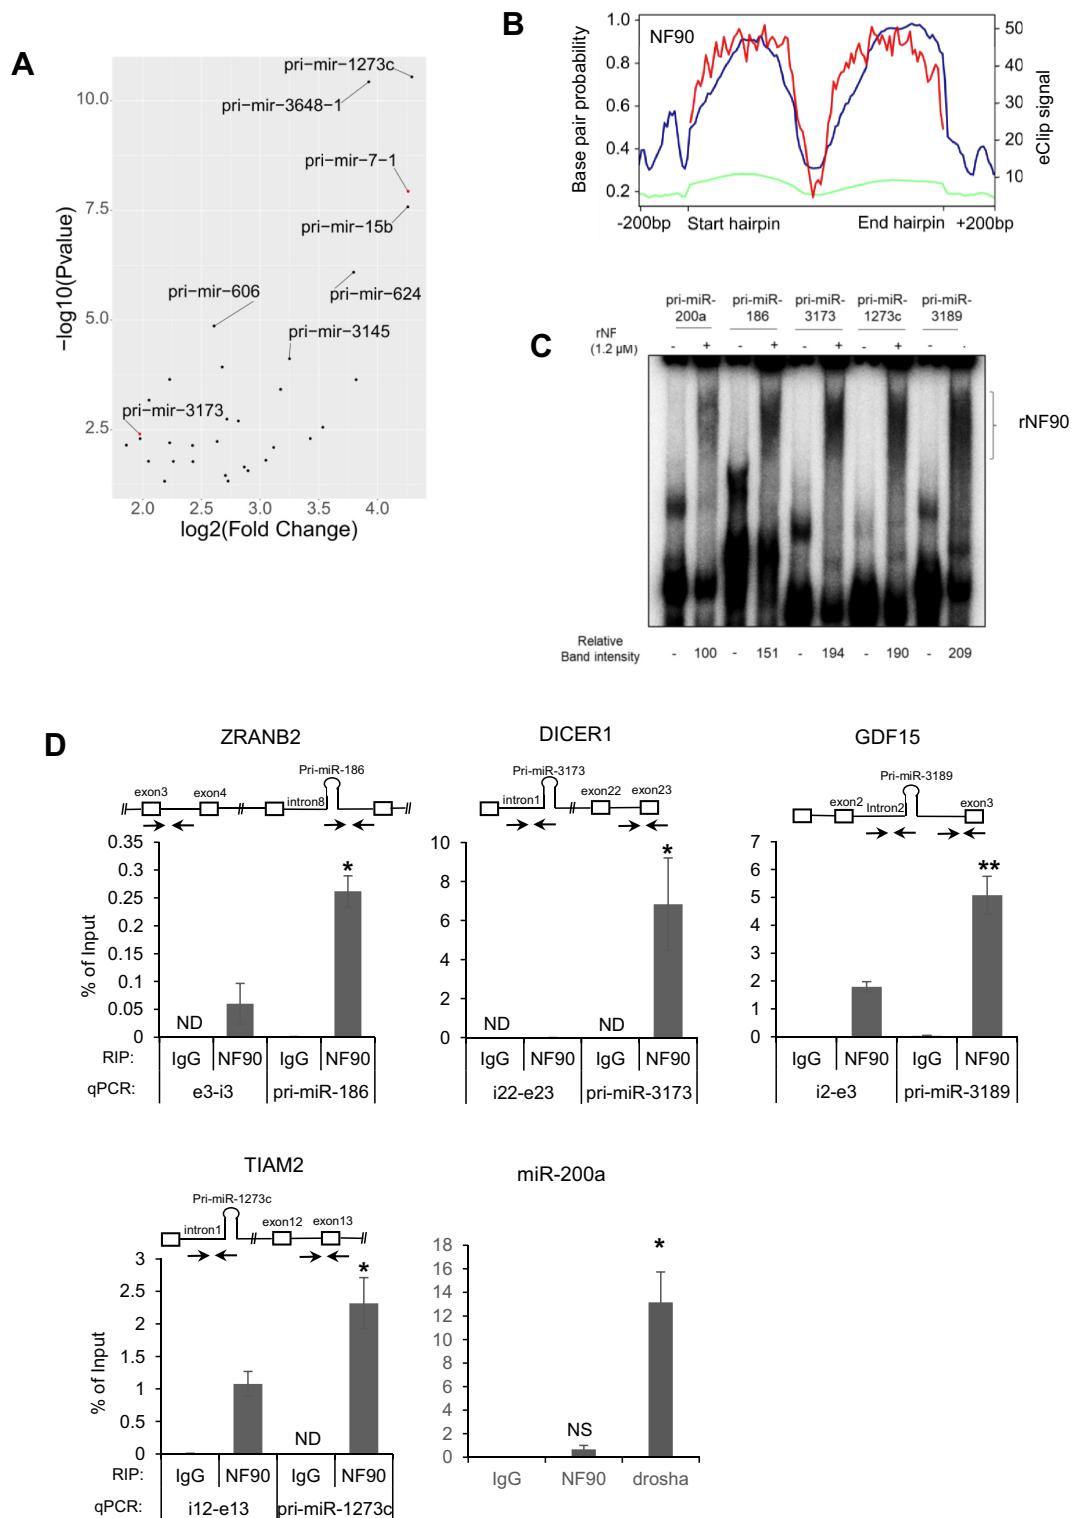 A
pri−mir−1273c
pri−mir−3648−1
pri−mir−7−1
pri−mir−15b
pri−mir−624
pri−mir−606
pri−mir−3145
pri−mir−3173
10.0
7.5
5.0
2.5
−log10(Pvalue)
2.0 2.5 3.0 3.5 4.0
log2(Fold Change)
B
NF90
Base pair probability
1.0
0.8
0.6
0.4
0.2
eClip signal
50
40
30
20
10
-200bp Start hairpin End hairpin +200bp
C
pri-miR-200a
pri-miR-186
pri-miR-3173
pri-miR-1273c
pri-miR-3189
rNF
(1.2 µM)
- + - + - + - + - -
rNF90
Relative
Band intensity
- 100 - 151 - 194 - 190 - 209
D
ZRANB2
Pri-miR-186
exon3 exon4 intron8
% of Input
0.35
0.3
0.25
0.2
0.15
0.1
0.05
0
ND
*
RIP: IgG NF90 IgG NF90
qPCR: e3-i3 pri-miR-186
DICER1
Pri-miR-3173
intron1 exon22 exon23
10
8
6
4
2
0
ND ND
*
IgG NF90 IgG NF90
i22-e23 pri-miR-3173
GDF15
Pri-miR-3189
exon2 Intron2 exon3
7
6
5
4
3
2
1
0
**
IgG NF90 IgG NF90
i2-e3 pri-miR-3189
TIAM2
Pri-miR-1273c
intron1 exon12 exon13
% of Input
3
2.5
2
1.5
1
0.5
0
ND
*
RIP: IgG NF90 IgG NF90
qPCR: i12-e13 pri-miR-1273c
miR-200a
18
16
14
12
10
8
6
4
2
0
NS
*
IgG NF90 drosha